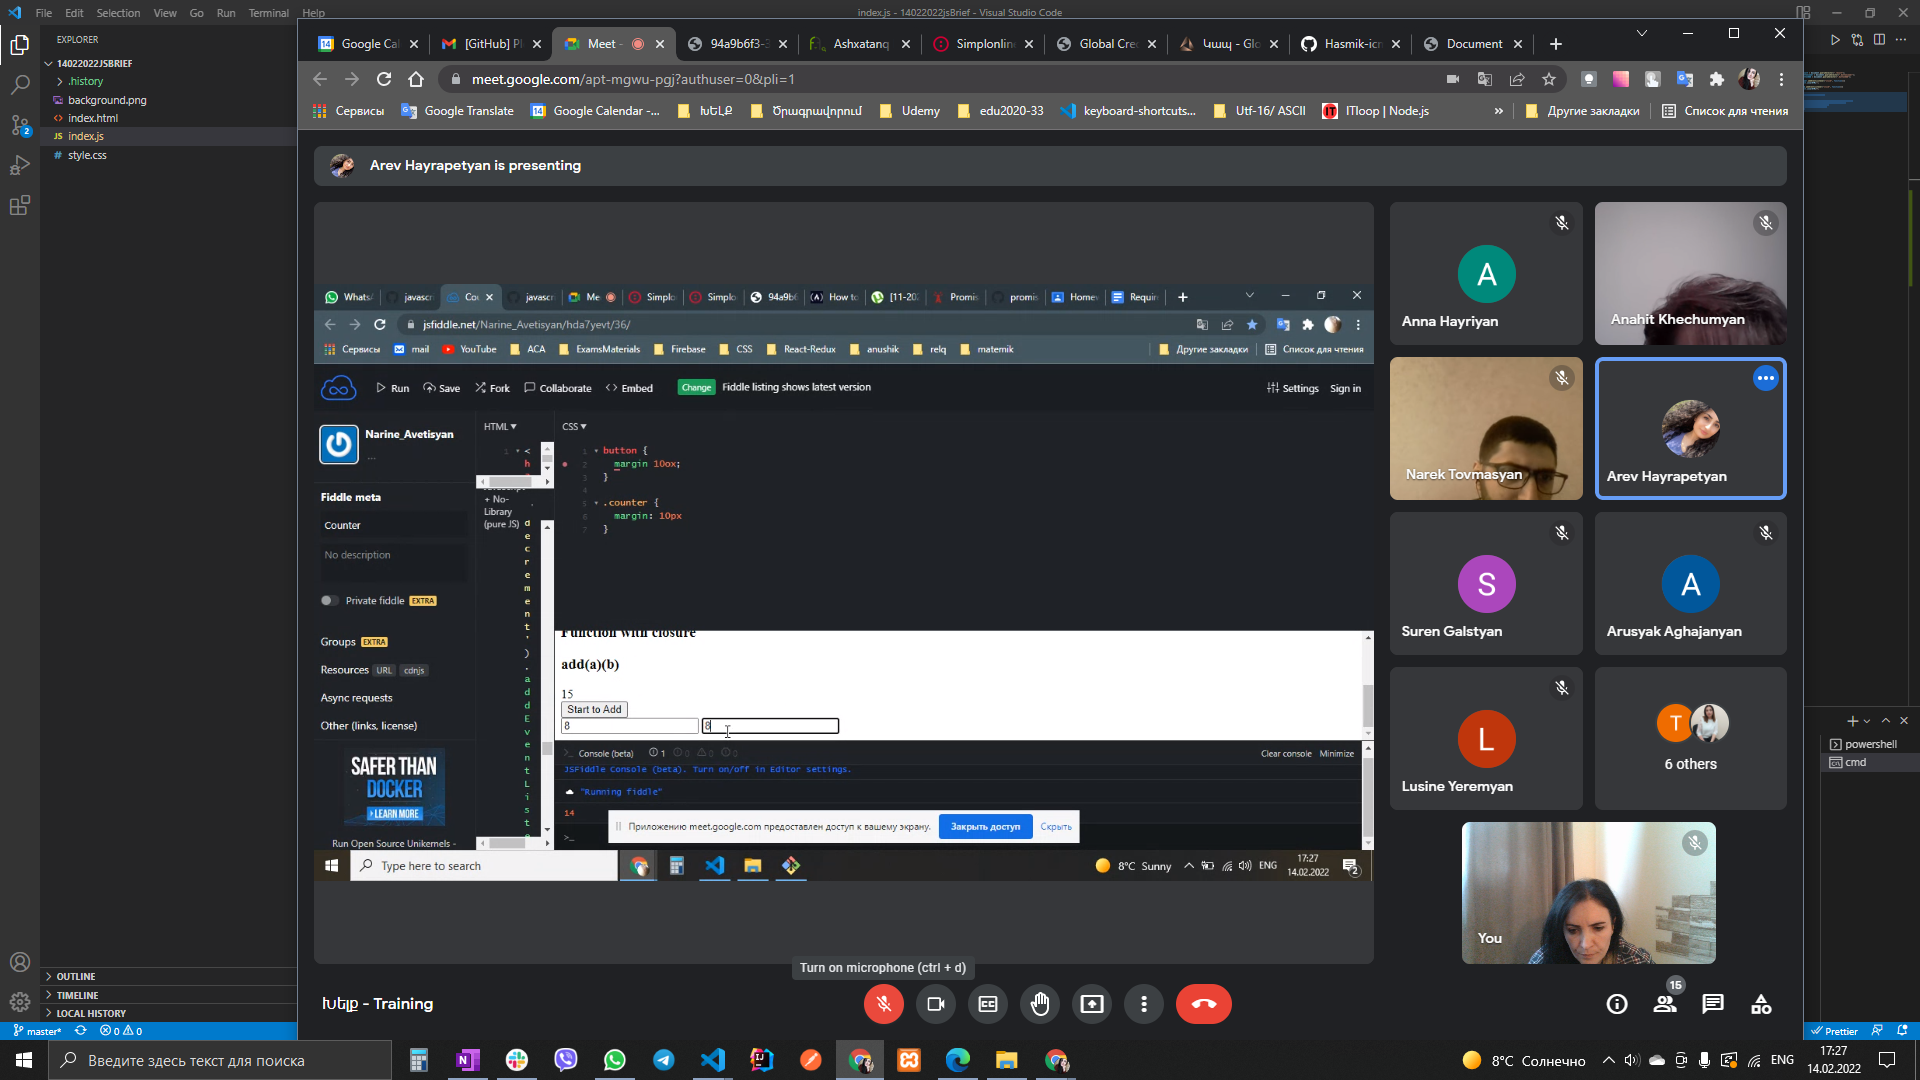 File Edit Selection View Go Run Terminal Help
index.js - 14022022jsBrief - Visual Studio Code
EXPLORER
14022022JSBRIEF
.history
background.png
index.html
JS index.js
# style.css
2
OUTLINE
TIMELINE
LOCAL HISTORY
master*
0 0
Google Cal
[GitHub] Pl
Meet -
94a9b6f3-3
Ashxatanq
Simplonline
Global Cred
Կապ - Glo
Hasmik-icm
Document
meet.google.com/apt-mgwu-pgj?authuser=0&pli=1
Сервисы
Google Translate
Google Calendar -...
ԽԵԼՔ
Ծրագրավորում
Udemy
edu2020-33
keyboard-shortcuts...
Utf-16/ ASCII
ITloop | Node.js
»
Другие закладки
Список для чтения
Arev Hayrapetyan is presenting
WhatsA
javascr
Cou
javascr
Me
Simplo
Simplo
94a9b6
How to
[11-20
Promis
promis
Homew
Requir
jsfiddle.net/Narine_Avetisyan/hda7yevt/36/
Сервисы
mail
YouTube
ACA
ExamsMaterials
Firebase
CSS
React-Redux
anushik
relq
matemik
Другие закладки
Список для чтения
Run
Save
Fork
Collaborate
Embed
Change
Fiddle listing shows latest version
Settings
Sign in
Narine_Avetisyan
...
Fiddle meta
Counter
No description
Private fiddle EXTRA
Groups EXTRA
Resources URL cdnjs
Async requests
Other (links, license)
SAFER THAN
DOCKER
LEARN MORE
Run Open Source Unikernels -
HTML
1 <
h
+ No-
Library
(pure JS)
d
e
c
r
e
m
e
n
t
'
)
.
a
d
d
E
v
e
n
t
L
i
s
t
e
CSS
1 button {
2 margin 10ox;
3 }
4
5 .counter {
6 margin: 10px
7 }
Function with closure
add(a)(b)
15
Start to Add
8
8
Console (beta) 1 0 0 0
Clear console Minimize
JSFiddle Console (beta). Turn on/off in Editor settings.
"Running fiddle"
14
>_
Приложению meet.google.com предоставлен доступ к вашему экрану.
Закрыть доступ
Скрыть
Type here to search
8°C Sunny
ENG
17:27
14.02.2022
2
A
Anna Hayriyan
Anahit Khechumyan
Narek Tovmasyan
Arev Hayrapetyan
S
Suren Galstyan
A
Arusyak Aghajanyan
L
Lusine Yeremyan
T
6 others
You
Turn on microphone (ctrl + d)
Խելք - Training
15
powershell
cmd
Prettier
Введите здесь текст для поиска
8°C Солнечно
ENG
17:27
14.02.2022